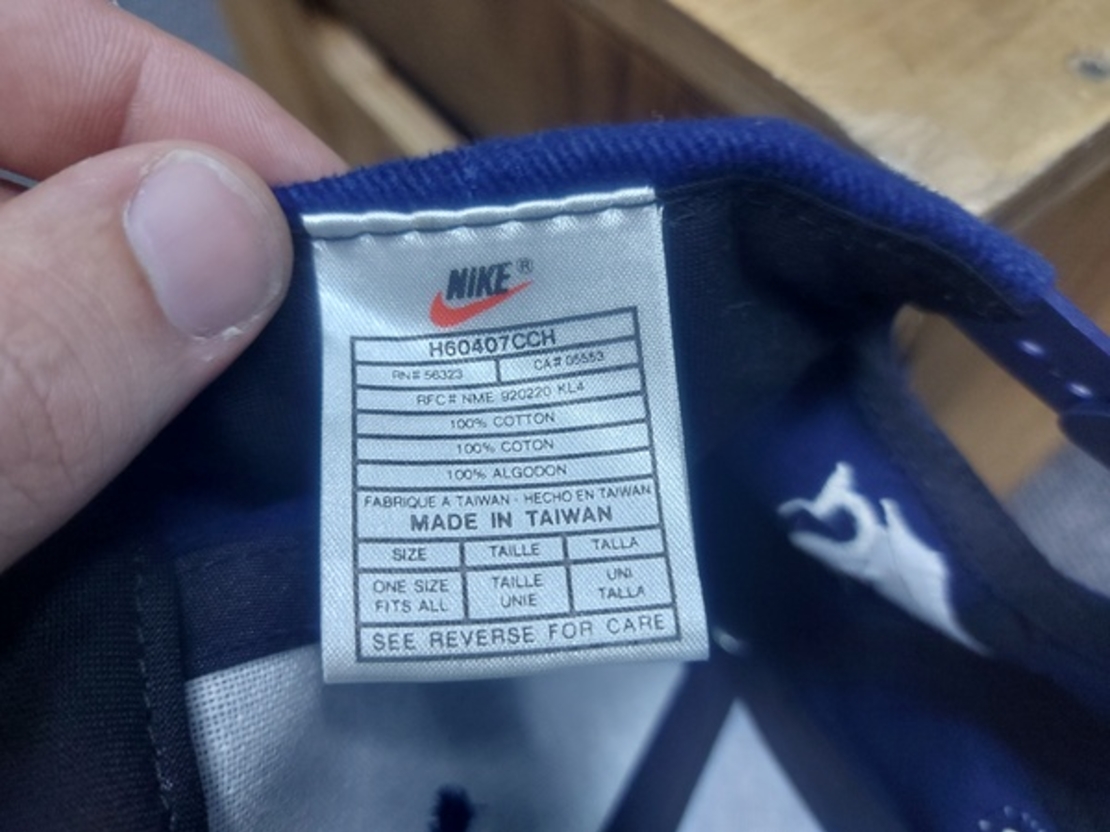 NIKE®
H60407CCH
RN# 56323 CA# 05553
RFC# NME 920220 KL4
100% COTTON
100% COTON
100% ALGODON
FABRIQUE A TAIWAN - HECHO EN TAIWAN
MADE IN TAIWAN
SIZE TAILLE TALLA
ONE SIZE TAILLE UNI
FITS ALL UNIE TALLA
SEE REVERSE FOR CARE